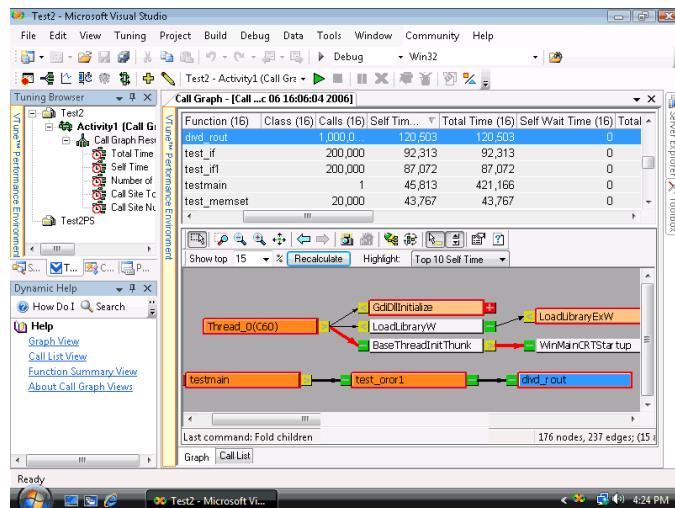 Test2 - Microsoft Visual Studio
File Edit View Tuning Project Build Debug Data Tools Window Community Help
Debug Win32
Test2 - Activity1 (Call Gra
Tuning Browser
Call Graph - [Call ...c 06 16:06:04 2006]
Test2
Activity1 (Call G
Call Graph Res
Total Time
Self Time
Number of
Call Site To
Call Site Nu
Test2PS
VTune™ Performance Environment
VTune™ Performance Environment
Function (16) Class (16) Calls (16) Self Tim... Total Time (16) Self Wait Time (16) Total
divd_rout 1,000,0... 120,503 120,503 0
test_if 200,000 92,313 92,313 0
test_if1 200,000 87,072 87,072 0
testmain 1 45,813 421,166 0
test_memset 20,000 43,767 43,767 0
Server Explorer
Toolbox
S... T... C... P...
Show top 15 % Recalculate Highlight: Top 10 Self Time
Dynamic Help
How Do I Search
Help
Graph View
Call List View
Function Summary View
About Call Graph Views
GdiDllInitialize
Thread_0(C60)
LoadLibraryW
LoadLibraryExW
BaseThreadInitThunk
WinMainCRTStartup
testmain
test_oror1
divd_rout
Last command: Fold children
176 nodes, 237 edges; (15
Graph Call List
Ready
Test2 - Microsoft Vi...
4:24 PM